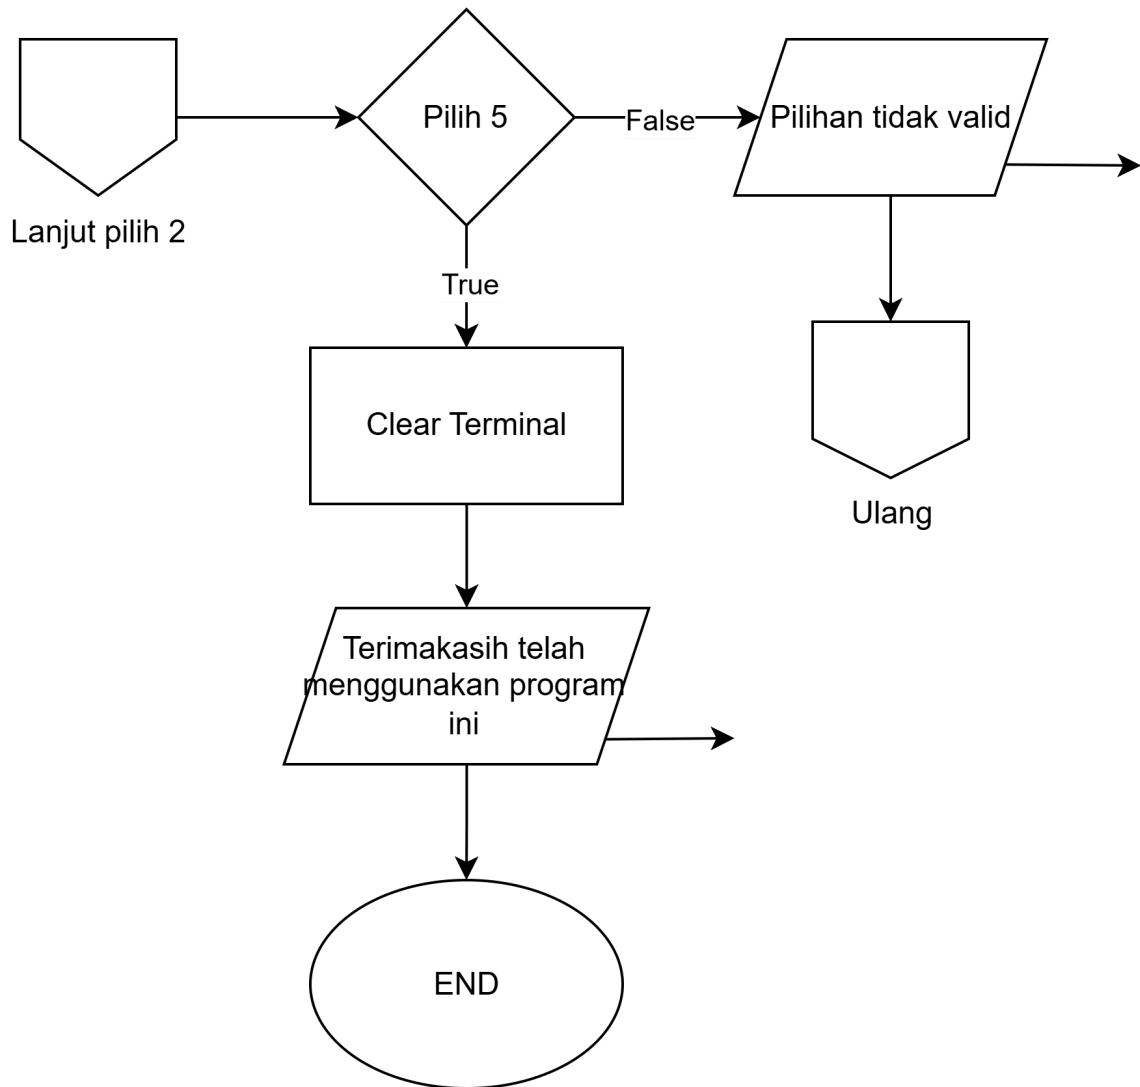 Pilih 5
False
Pilihan tidak valid
Lanjut pilih 2
True
Clear Terminal
Ulang
Terimakasih telah
menggunakan program
ini
END